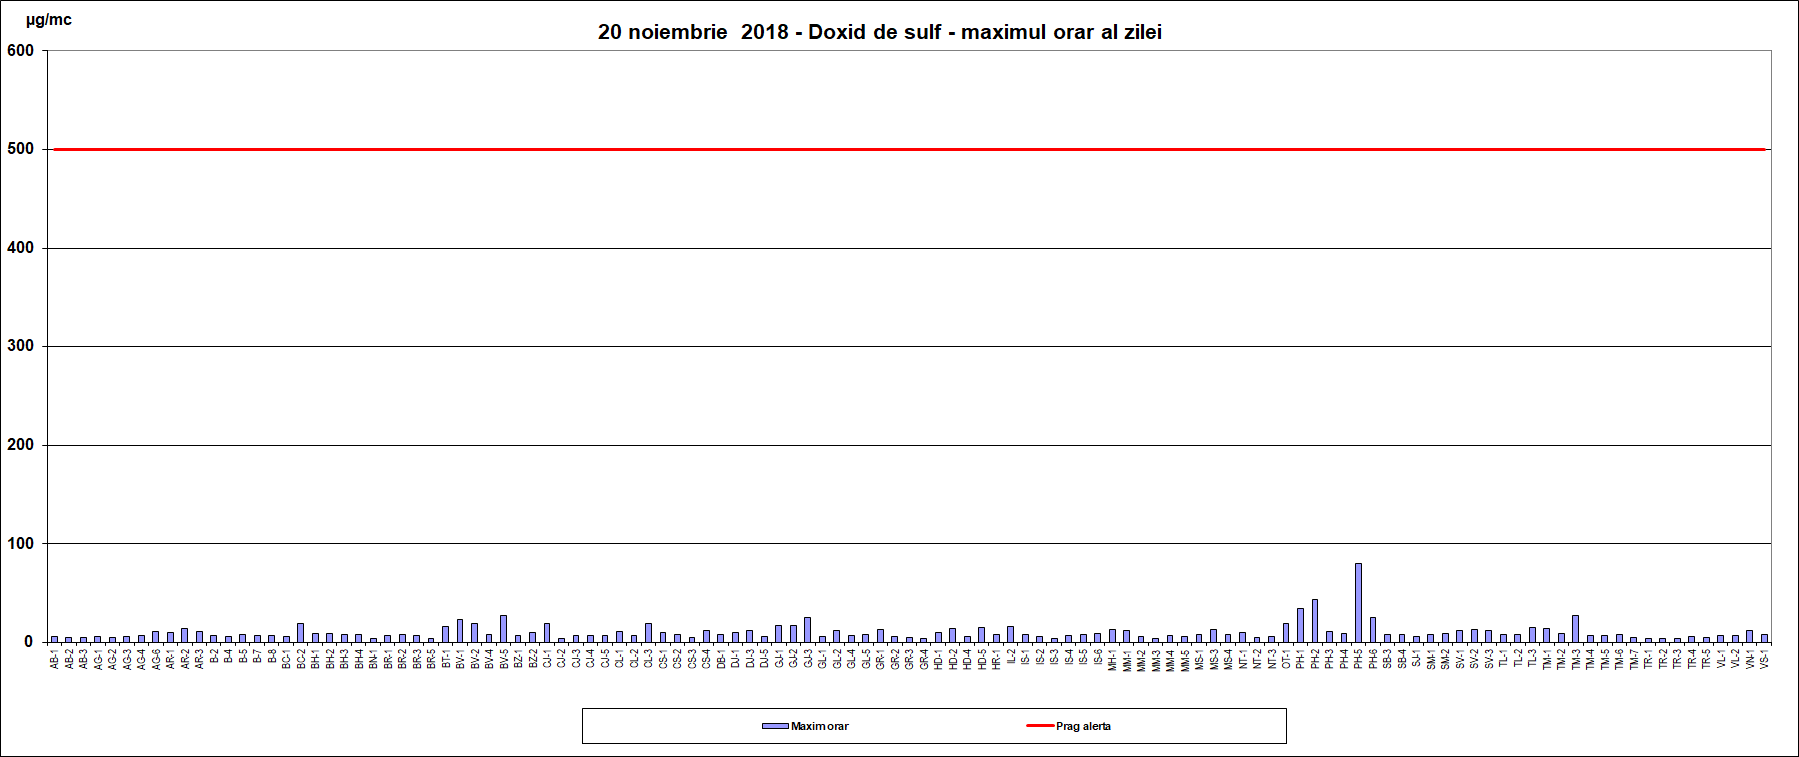 µg/mc
20 noiembrie 2018 - Doxid de sulf - maximul orar al zilei
600
500
400
300
200
100
0
AB-1 AB-2 AB-3 AG-1 AG-2 AG-3 AG-4 AG-6 AR-1 AR-2 AR-3 B-2 B-4 B-5 B-7 B-8 BC-1 BC-2 BH-1 BH-2 BH-3 BH-4 BN-1 BR-1 BR-2 BR-3 BR-5 BT-1 BV-1 BV-2 BV-4 BV-5 BZ-1 BZ-2 CJ-1 CJ-2 CJ-3 CJ-4 CJ-5 CL-1 CL-2 CL-3 CS-1 CS-2 CS-3 CS-4 DB-1 DJ-1 DJ-3 DJ-5 GJ-1 GJ-2 GJ-3 GL-1 GL-2 GL-4 GL-5 GR-1 GR-2 GR-3 GR-4 HD-1 HD-2 HD-4 HD-5 HR-1 IL-2 IS-1 IS-2 IS-3 IS-4 IS-5 IS-6 MH-1 MM-1 MM-2 MM-3 MM-4 MM-5 MS-1 MS-3 MS-4 NT-1 NT-2 NT-3 OT-1 PH-1 PH-2 PH-3 PH-4 PH-5 PH-6 SB-3 SB-4 SJ-1 SM-1 SM-2 SV-1 SV-2 SV-3 TL-1 TL-2 TL-3 TM-1 TM-2 TM-3 TM-4 TM-5 TM-6 TM-7 TR-1 TR-2 TR-3 TR-4 TR-5 VL-1 VL-2 VN-1 VS-1
Maxim orar Prag alerta